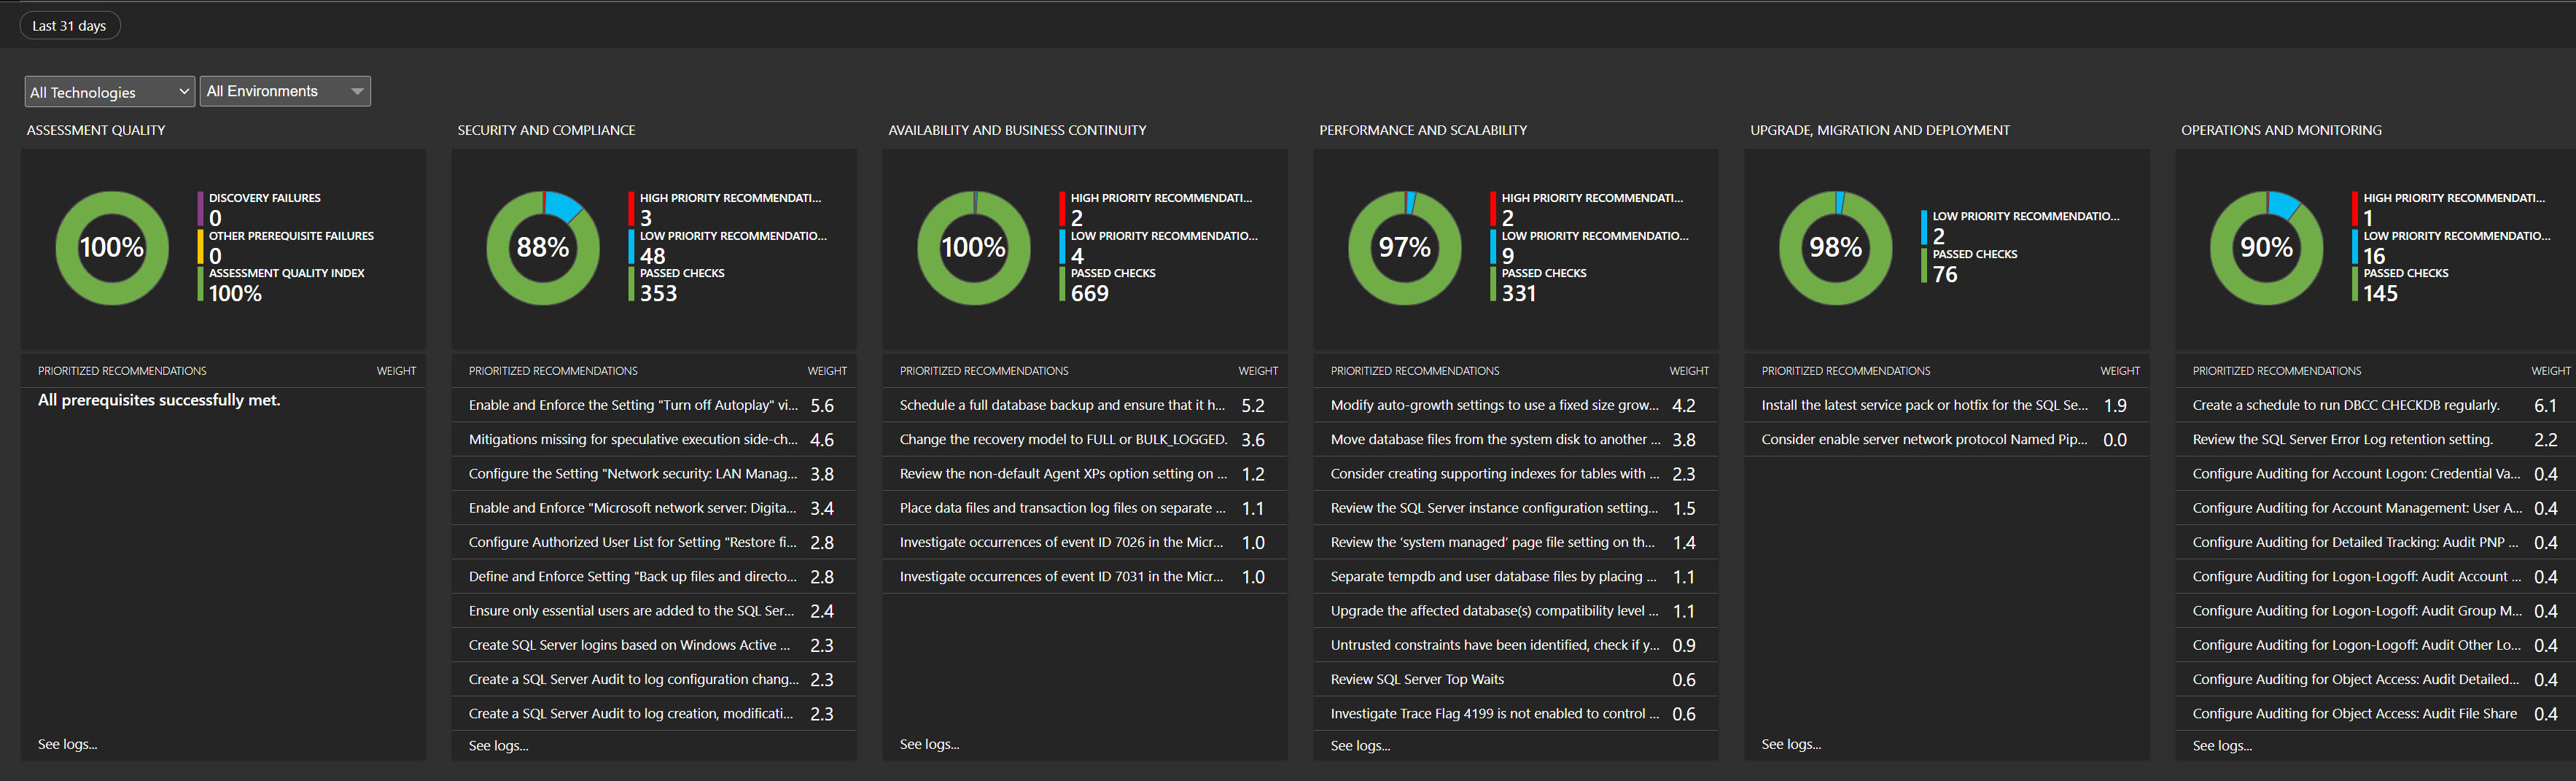 Last 31 days
All Technologies
All Environments
ASSESSMENT QUALITY
100%
DISCOVERY FAILURES
0
OTHER PREREQUISITE FAILURES
0
ASSESSMENT QUALITY INDEX
100%
PRIORITIZED RECOMMENDATIONS WEIGHT
All prerequisites successfully met.
See logs...
SECURITY AND COMPLIANCE
88%
HIGH PRIORITY RECOMMENDATI...
3
LOW PRIORITY RECOMMENDATIO...
48
PASSED CHECKS
353
PRIORITIZED RECOMMENDATIONS WEIGHT
Enable and Enforce the Setting "Turn off Autoplay" vi... 5.6
Mitigations missing for speculative execution side-ch... 4.6
Configure the Setting "Network security: LAN Manag... 3.8
Enable and Enforce "Microsoft network server: Digita... 3.4
Configure Authorized User List for Setting "Restore fi... 2.8
Define and Enforce Setting "Back up files and directo... 2.8
Ensure only essential users are added to the SQL Ser... 2.4
Create SQL Server logins based on Windows Active ... 2.3
Create a SQL Server Audit to log configuration chang... 2.3
Create a SQL Server Audit to log creation, modificati... 2.3
See logs...
AVAILABILITY AND BUSINESS CONTINUITY
100%
HIGH PRIORITY RECOMMENDATI...
2
LOW PRIORITY RECOMMENDATIO...
4
PASSED CHECKS
669
PRIORITIZED RECOMMENDATIONS WEIGHT
Schedule a full database backup and ensure that it h... 5.2
Change the recovery model to FULL or BULK_LOGGED. 3.6
Review the non-default Agent XPs option setting on ... 1.2
Place data files and transaction log files on separate ... 1.1
Investigate occurrences of event ID 7026 in the Micr... 1.0
Investigate occurrences of event ID 7031 in the Micr... 1.0
See logs...
PERFORMANCE AND SCALABILITY
97%
HIGH PRIORITY RECOMMENDATI...
2
LOW PRIORITY RECOMMENDATIO...
9
PASSED CHECKS
331
PRIORITIZED RECOMMENDATIONS WEIGHT
Modify auto-growth settings to use a fixed size grow... 4.2
Move database files from the system disk to another ... 3.8
Consider creating supporting indexes for tables with ... 2.3
Review the SQL Server instance configuration setting... 1.5
Review the 'system managed' page file setting on th... 1.4
Separate tempdb and user database files by placing ... 1.1
Upgrade the affected database(s) compatibility level ... 1.1
Untrusted constraints have been identified, check if y... 0.9
Review SQL Server Top Waits 0.6
Investigate Trace Flag 4199 is not enabled to control ... 0.6
See logs...
UPGRADE, MIGRATION AND DEPLOYMENT
98%
LOW PRIORITY RECOMMENDATIO...
2
PASSED CHECKS
76
PRIORITIZED RECOMMENDATIONS WEIGHT
Install the latest service pack or hotfix for the SQL Se... 1.9
Consider enable server network protocol Named Pip... 0.0
See logs...
OPERATIONS AND MONITORING
90%
HIGH PRIORITY RECOMMENDATI...
1
LOW PRIORITY RECOMMENDATIO...
16
PASSED CHECKS
145
PRIORITIZED RECOMMENDATIONS WEIGHT
Create a schedule to run DBCC CHECKDB regularly. 6.1
Review the SQL Server Error Log retention setting. 2.2
Configure Auditing for Account Logon: Credential Va... 0.4
Configure Auditing for Account Management: User A... 0.4
Configure Auditing for Detailed Tracking: Audit PNP ... 0.4
Configure Auditing for Logon-Logoff: Audit Account ... 0.4
Configure Auditing for Logon-Logoff: Audit Group M... 0.4
Configure Auditing for Logon-Logoff: Audit Other Lo... 0.4
Configure Auditing for Object Access: Audit Detailed... 0.4
Configure Auditing for Object Access: Audit File Share 0.4
See logs...